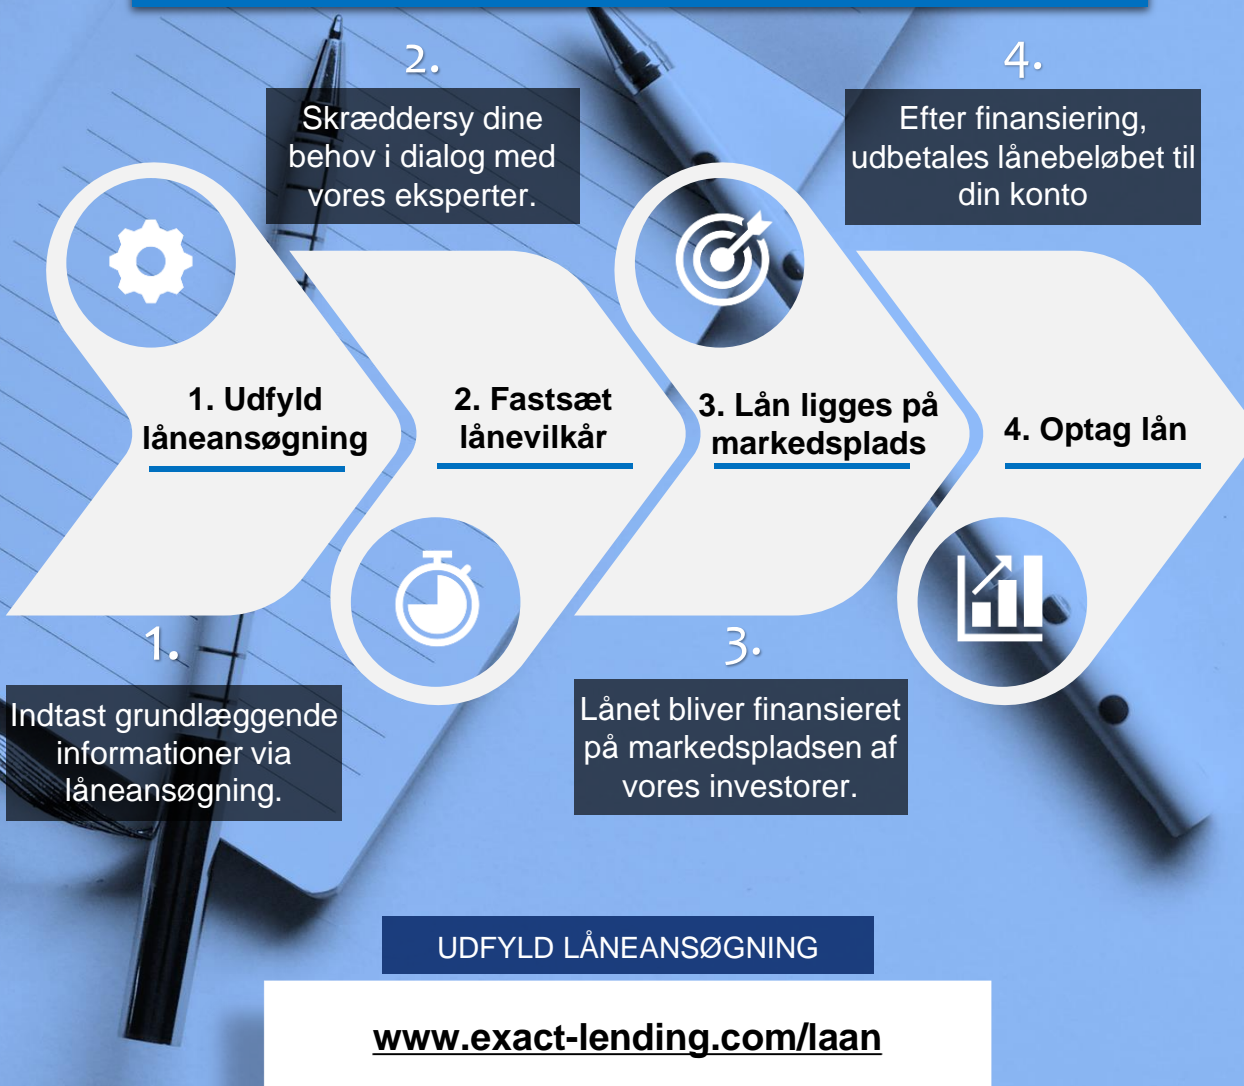 2.
Skræddersy dine
behov i dialog med
vores eksperter.
4.
Efter finansiering,
udbetales lånebeløbet til
din konto
1. Udfyld
låneansøgning
2. Fastsæt
lånevilkår
3. Lån ligges på
markedsplads
4. Optag lån
1.
Indtast grundlæggende
informationer via
låneansøgning.
3.
Lånet bliver finansieret
på markedspladsen af
vores investorer.
UDFYLD LÅNEANSØGNING
www.exact-lending.com/laan